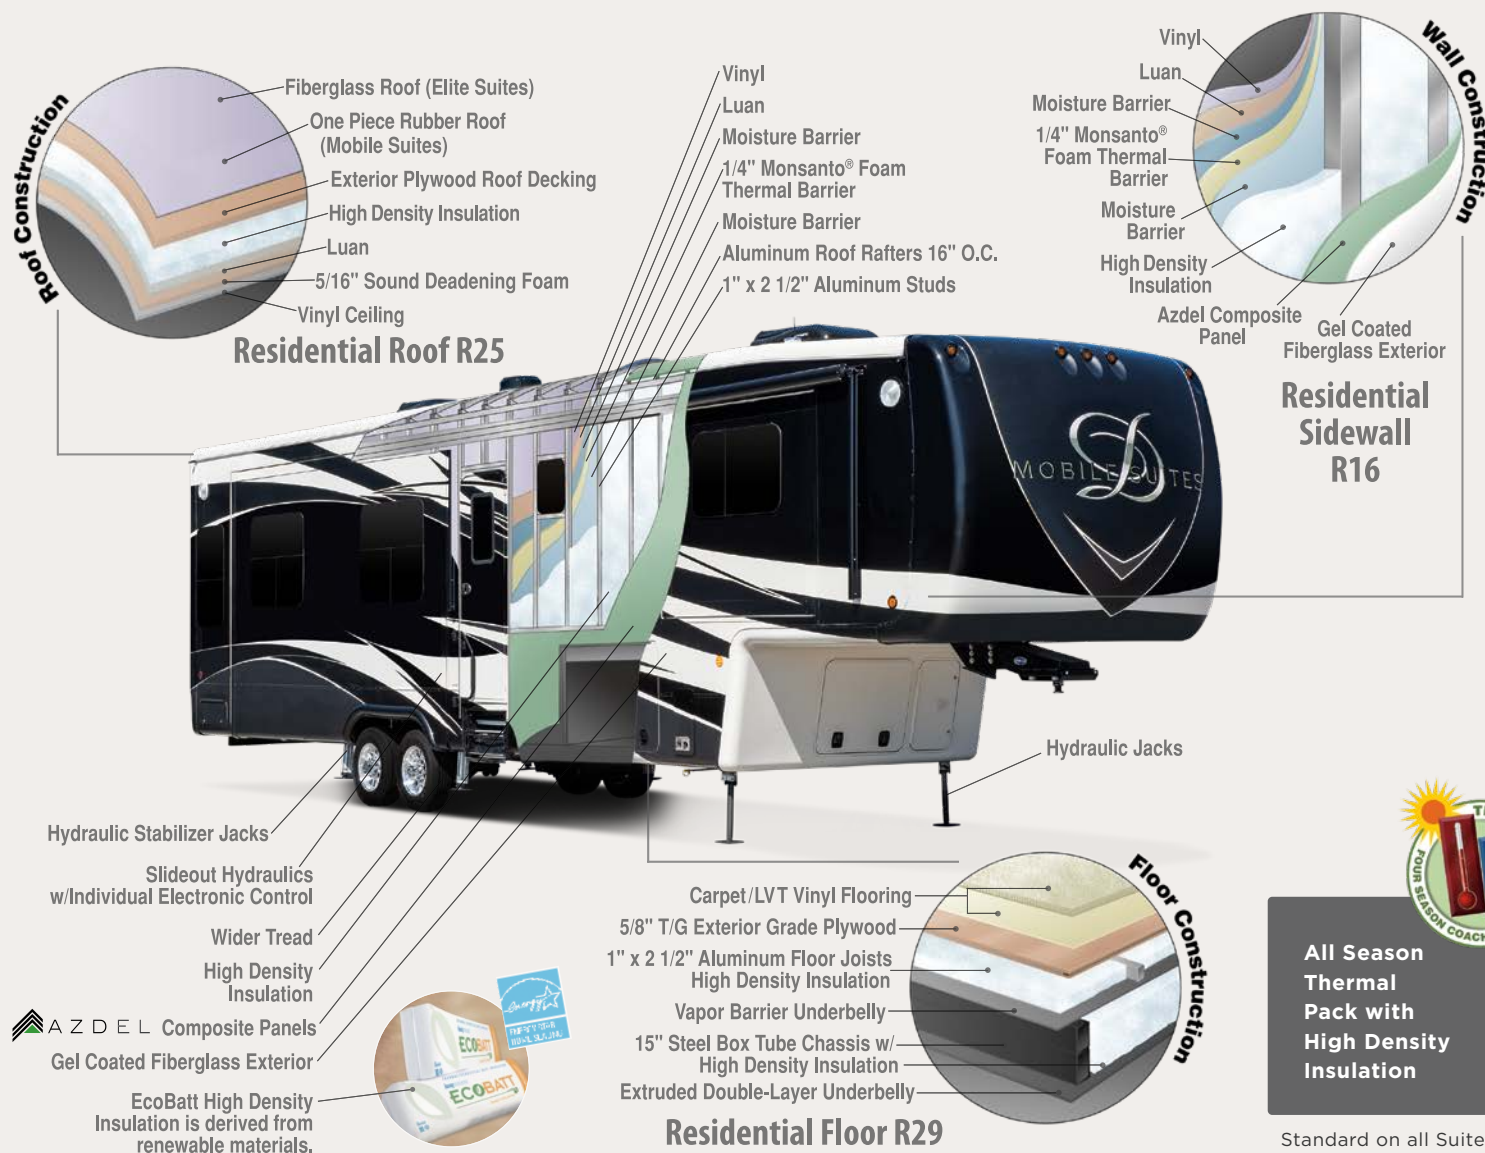 Roof Construction
Fiberglass Roof (Elite Suites)
One Piece Rubber Roof
(Mobile Suites)
Exterior Plywood Roof Decking
High Density Insulation
Luan
5/16" Sound Deadening Foam
Vinyl Ceiling
Residential Roof R25
Vinyl
Luan
Moisture Barrier
1/4" Monsanto® Foam
Thermal Barrier
Moisture Barrier
Aluminum Roof Rafters 16" O.C.
1" x 2 1/2" Aluminum Studs
Wall Construction
Vinyl
Luan
Moisture Barrier
1/4" Monsanto®
Foam Thermal
Barrier
Moisture
Barrier
High Density
Insulation
Azdel Composite
Panel
Gel Coated
Fiberglass Exterior
Residential
Sidewall
R16
D
MOBILE SUITES
Hydraulic Jacks
Hydraulic Stabilizer Jacks
Slideout Hydraulics
w/Individual Electronic Control
Wider Tread
High Density
Insulation
AZDEL Composite Panels
Gel Coated Fiberglass Exterior
EcoBatt High Density
Insulation is derived from
renewable materials.
energy
ECOBATT
ECOBATT
Floor Construction
Carpet/LVT Vinyl Flooring
5/8" T/G Exterior Grade Plywood
1" x 2 1/2" Aluminum Floor Joists
High Density Insulation
Vapor Barrier Underbelly
15" Steel Box Tube Chassis w/
High Density Insulation
Extruded Double-Layer Underbelly
Residential Floor R29
FOUR SEASON COACH
All Season
Thermal
Pack with
High Density
Insulation
Standard on all Suite